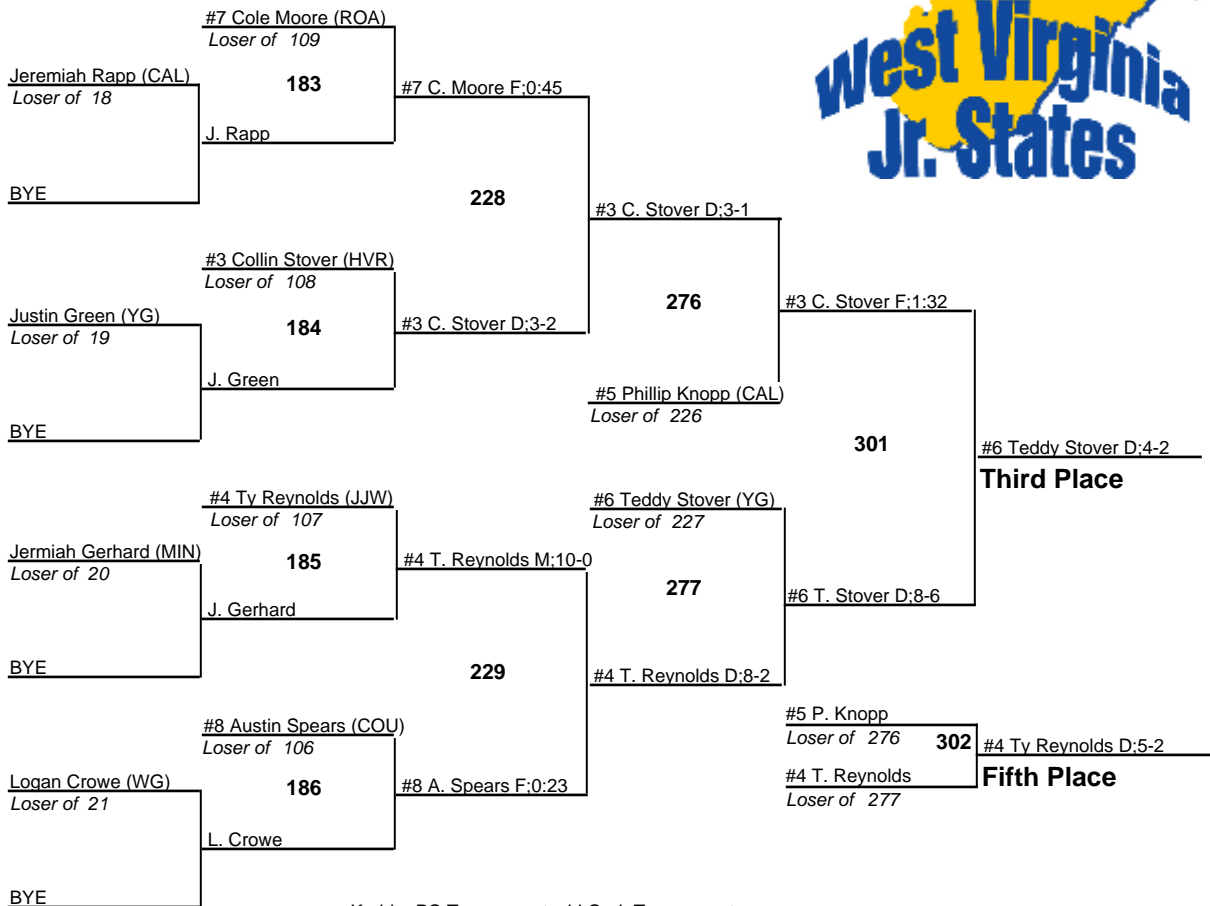 #7 Cole Moore (ROA)
Loser of 109
Jeremiah Rapp (CAL)
Loser of 18
183
#7 C. Moore F;0:45
J. Rapp
BYE
228
#3 C. Stover D;3-1
#3 Collin Stover (HVR)
Loser of 108
Justin Green (YG)
Loser of 19
184
#3 C. Stover D;3-2
J. Green
BYE
276
#3 C. Stover F;1:32
#5 Phillip Knopp (CAL)
Loser of 226
301
#6 Teddy Stover D;4-2
Third Place
#4 Ty Reynolds (JJW)
Loser of 107
#6 Teddy Stover (YG)
Loser of 227
Jermiah Gerhard (MIN)
Loser of 20
185
#4 T. Reynolds M;10-0
J. Gerhard
BYE
277
#6 T. Stover D;8-6
229
#4 T. Reynolds D;8-2
#8 Austin Spears (COU)
Loser of 106
Logan Crowe (WG)
Loser of 21
186
#8 A. Spears F;0:23
L. Crowe
BYE
#5 P. Knopp
Loser of 276
302
#4 Ty Reynolds D;5-2
#4 T. Reynolds
Loser of 277
Fifth Place
West Virginia
Jr. States